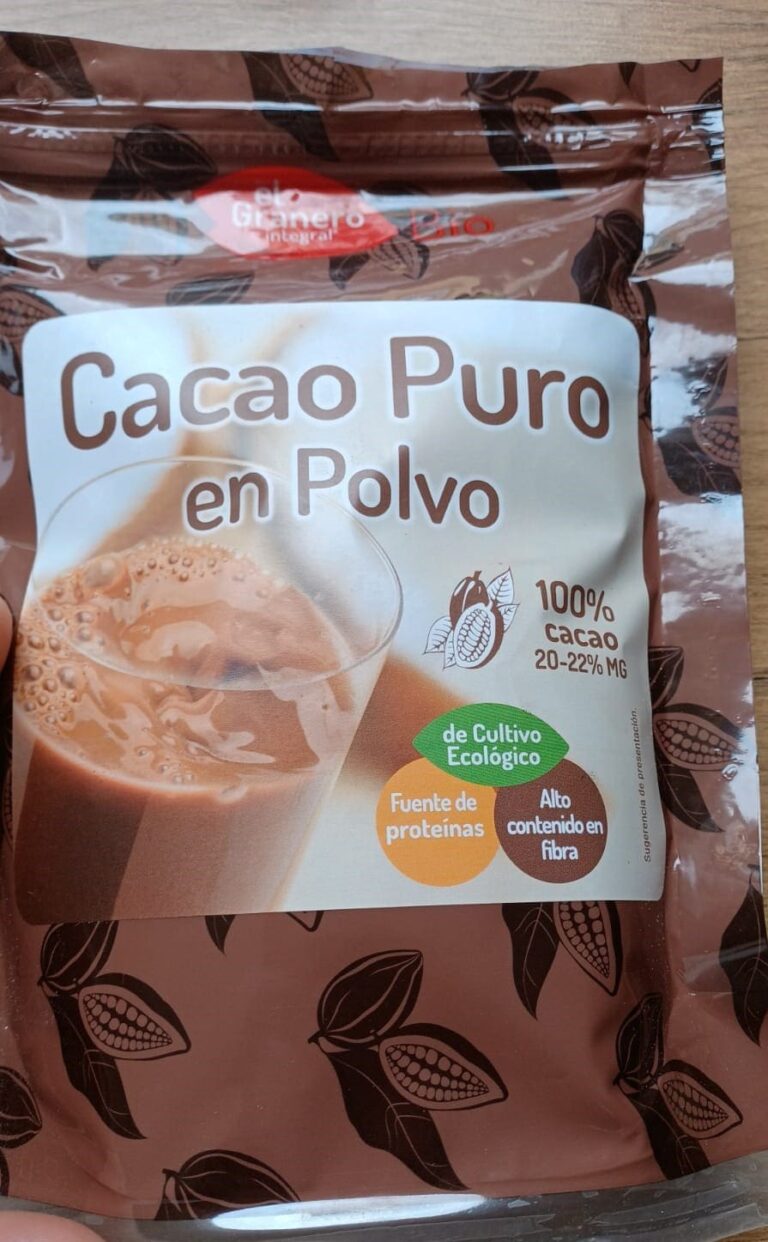 el
Granero
integral
Bio
Cacao Puro
en Polvo
100%
cacao
20-22% MG
de Cultivo
Ecológico
Fuente de
proteínas
Alto
contenido en
fibra
Sugerencia de presentación.